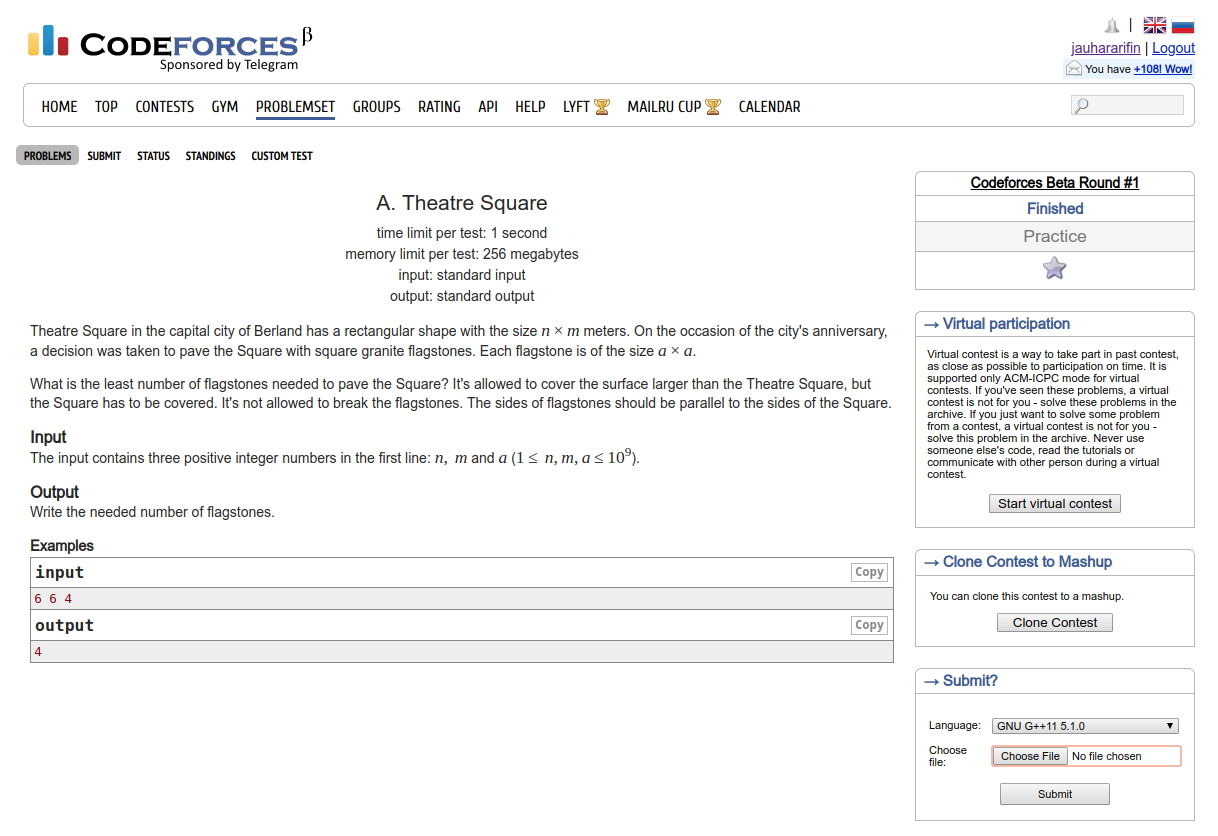 CODEFORCES β
Sponsored by Telegram
|
jauhararifin | Logout
You have +108! Wow!
HOME TOP CONTESTS GYM PROBLEMSET GROUPS RATING API HELP LYFT MAILRU CUP CALENDAR
PROBLEMS SUBMIT STATUS STANDINGS CUSTOM TEST
A. Theatre Square
time limit per test: 1 second
memory limit per test: 256 megabytes
input: standard input
output: standard output
Theatre Square in the capital city of Berland has a rectangular shape with the size n × m meters. On the occasion of the city's anniversary,
a decision was taken to pave the Square with square granite flagstones. Each flagstone is of the size a × a.
What is the least number of flagstones needed to pave the Square? It's allowed to cover the surface larger than the Theatre Square, but
the Square has to be covered. It's not allowed to break the flagstones. The sides of flagstones should be parallel to the sides of the Square.
Input
The input contains three positive integer numbers in the first line: n, m and a (1 ≤ n, m, a ≤ 10⁹).
Output
Write the needed number of flagstones.
Examples
input Copy
6 6 4
output Copy
4
Codeforces Beta Round #1
Finished
Practice
→ Virtual participation
Virtual contest is a way to take part in past contest,
as close as possible to participation on time. It is
supported only ACM-ICPC mode for virtual
contests. If you've seen these problems, a virtual
contest is not for you - solve these problems in the
archive. If you just want to solve some problem
from a contest, a virtual contest is not for you -
solve this problem in the archive. Never use
someone else's code, read the tutorials or
communicate with other person during a virtual
contest.
Start virtual contest
→ Clone Contest to Mashup
You can clone this contest to a mashup.
Clone Contest
→ Submit?
Language: GNU G++11 5.1.0
Choose
file: Choose File No file chosen
Submit